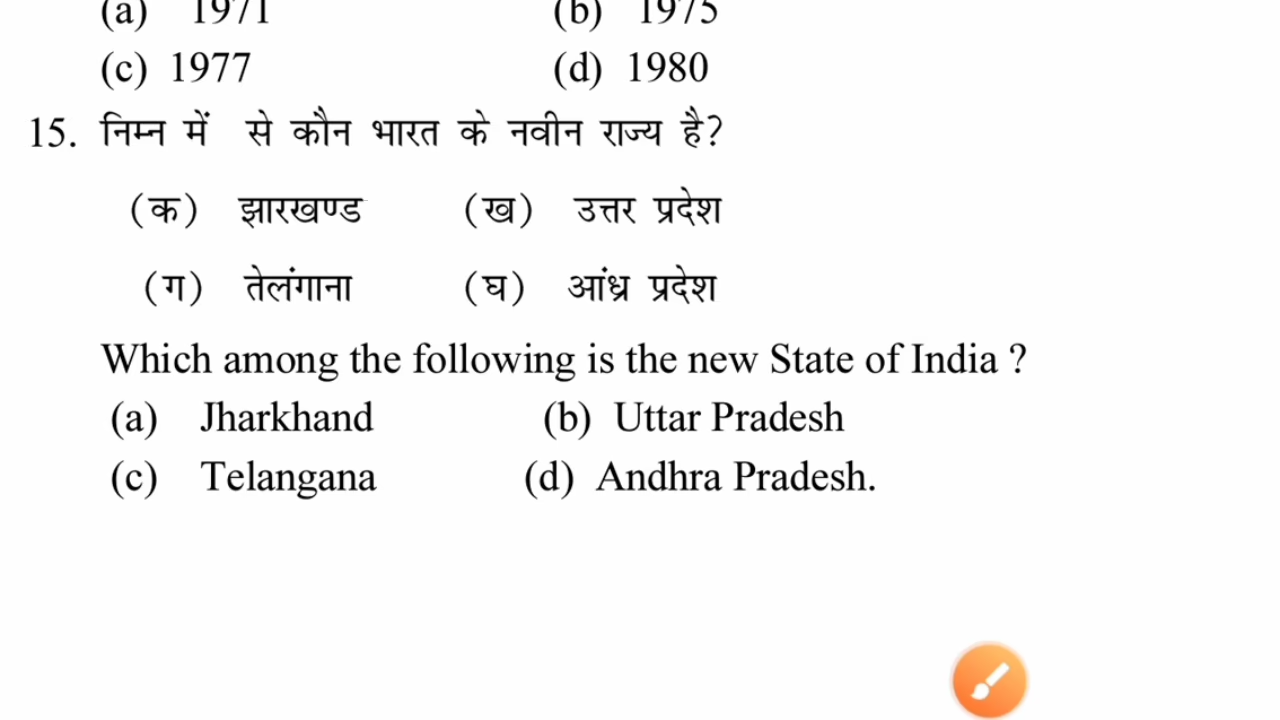 (a) 1971 (b) 1975
(c) 1977 (d) 1980
15. निम्न में से कौन भारत के नवीन राज्य है?
(क) झारखण्ड (ख) उत्तर प्रदेश
(ग) तेलंगाना (घ) आंध्र प्रदेश
Which among the following is the new State of India ?
(a) Jharkhand (b) Uttar Pradesh
(c) Telangana (d) Andhra Pradesh.